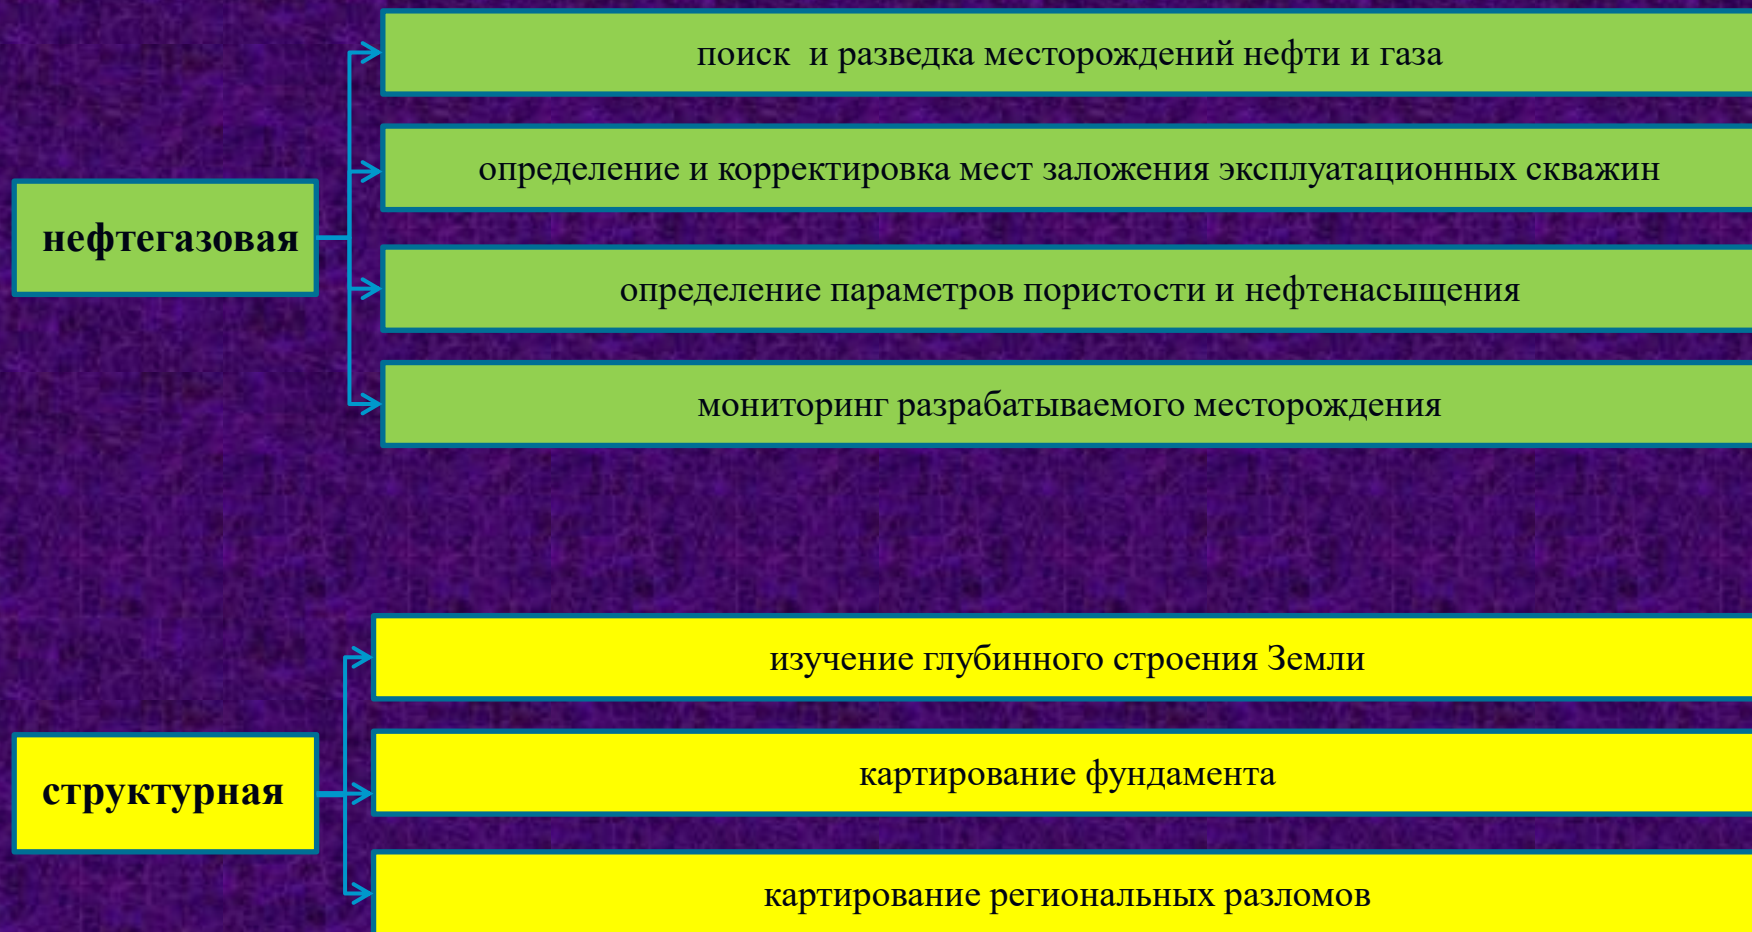 нефтегазовая
поиск и разведка месторождений нефти и газа
определение и корректировка мест заложения эксплуатационных скважин
определение параметров пористости и нефтенасыщения
мониторинг разрабатываемого месторождения
структурная
изучение глубинного строения Земли
картирование фундамента
картирование региональных разломов